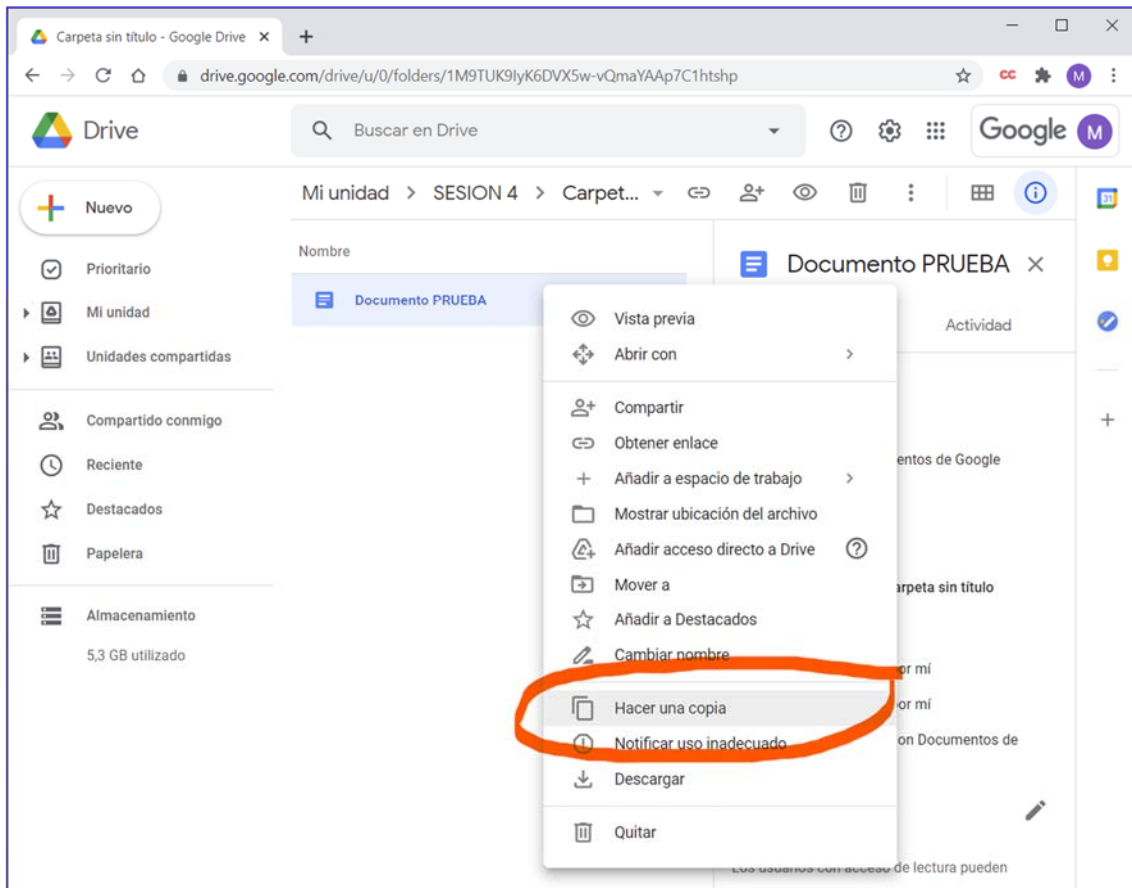 Carpeta sin título - Google Drive
drive.google.com/drive/u/0/folders/1M9TUK9IyK6DVX5w-vQmaYAAp7C1htshp
cc
M
Drive
Buscar en Drive
Google
M
Nuevo
Mi unidad > SESION 4 > Carpet...
31
Nombre
Documento PRUEBA
Prioritario
Documento PRUEBA
Mi unidad
Vista previa
Actividad
Unidades compartidas
Abrir con
Compartido conmigo
Compartir
Reciente
Obtener enlace
entos de Google
Añadir a espacio de trabajo
Destacados
Mostrar ubicación del archivo
Papelera
Añadir acceso directo a Drive
Mover a
arpeta sin título
Almacenamiento
Añadir a Destacados
5,3 GB utilizado
Cambiar nombre
or mí
Hacer una copia
or mí
Notificar uso inadecuado
on Documentos de
Descargar
Quitar
Los usuarios con acceso de lectura pueden